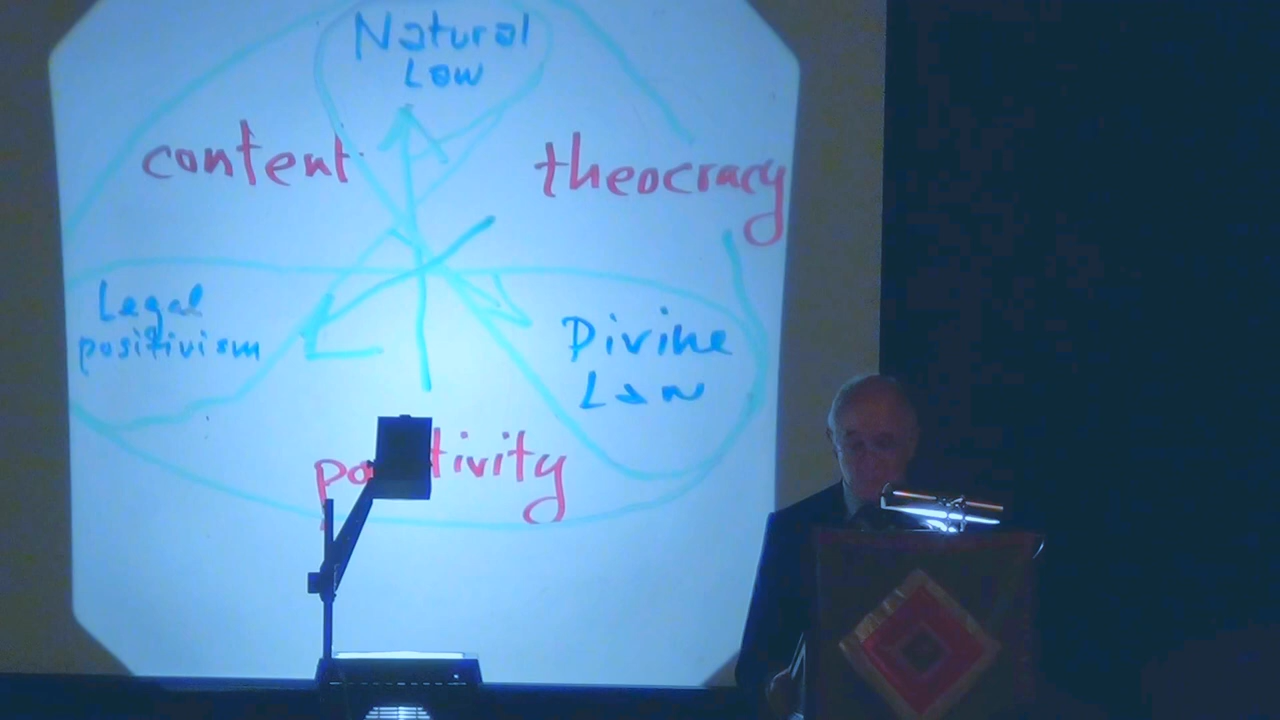 Natural
Law
content
theocracy
Legal
positivism
Divine
Law
positivity